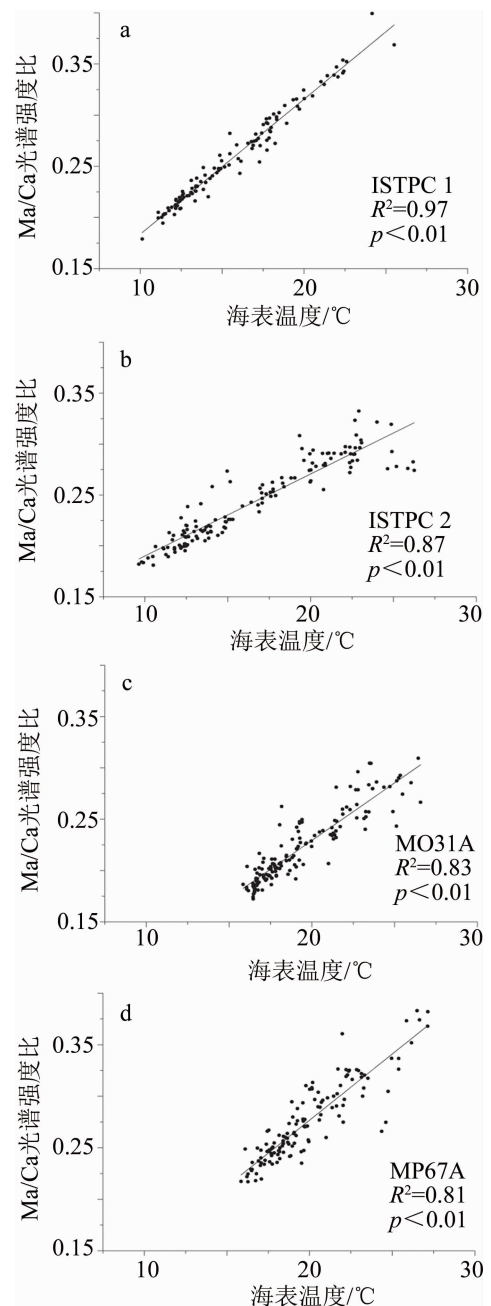 a
Ma/Ca光谱强度比
0.35
0.25
0.15
ISTPC 1
R²=0.97
p＜0.01
10
20
30
海表温度/℃
b
Ma/Ca光谱强度比
0.35
0.25
0.15
ISTPC 2
R²=0.87
p＜0.01
10
20
30
海表温度/℃
c
Ma/Ca光谱强度比
0.35
0.25
0.15
MO31A
R²=0.83
p＜0.01
10
20
30
海表温度/℃
d
Ma/Ca光谱强度比
0.35
0.25
0.15
MP67A
R²=0.81
p＜0.01
10
20
30
海表温度/℃